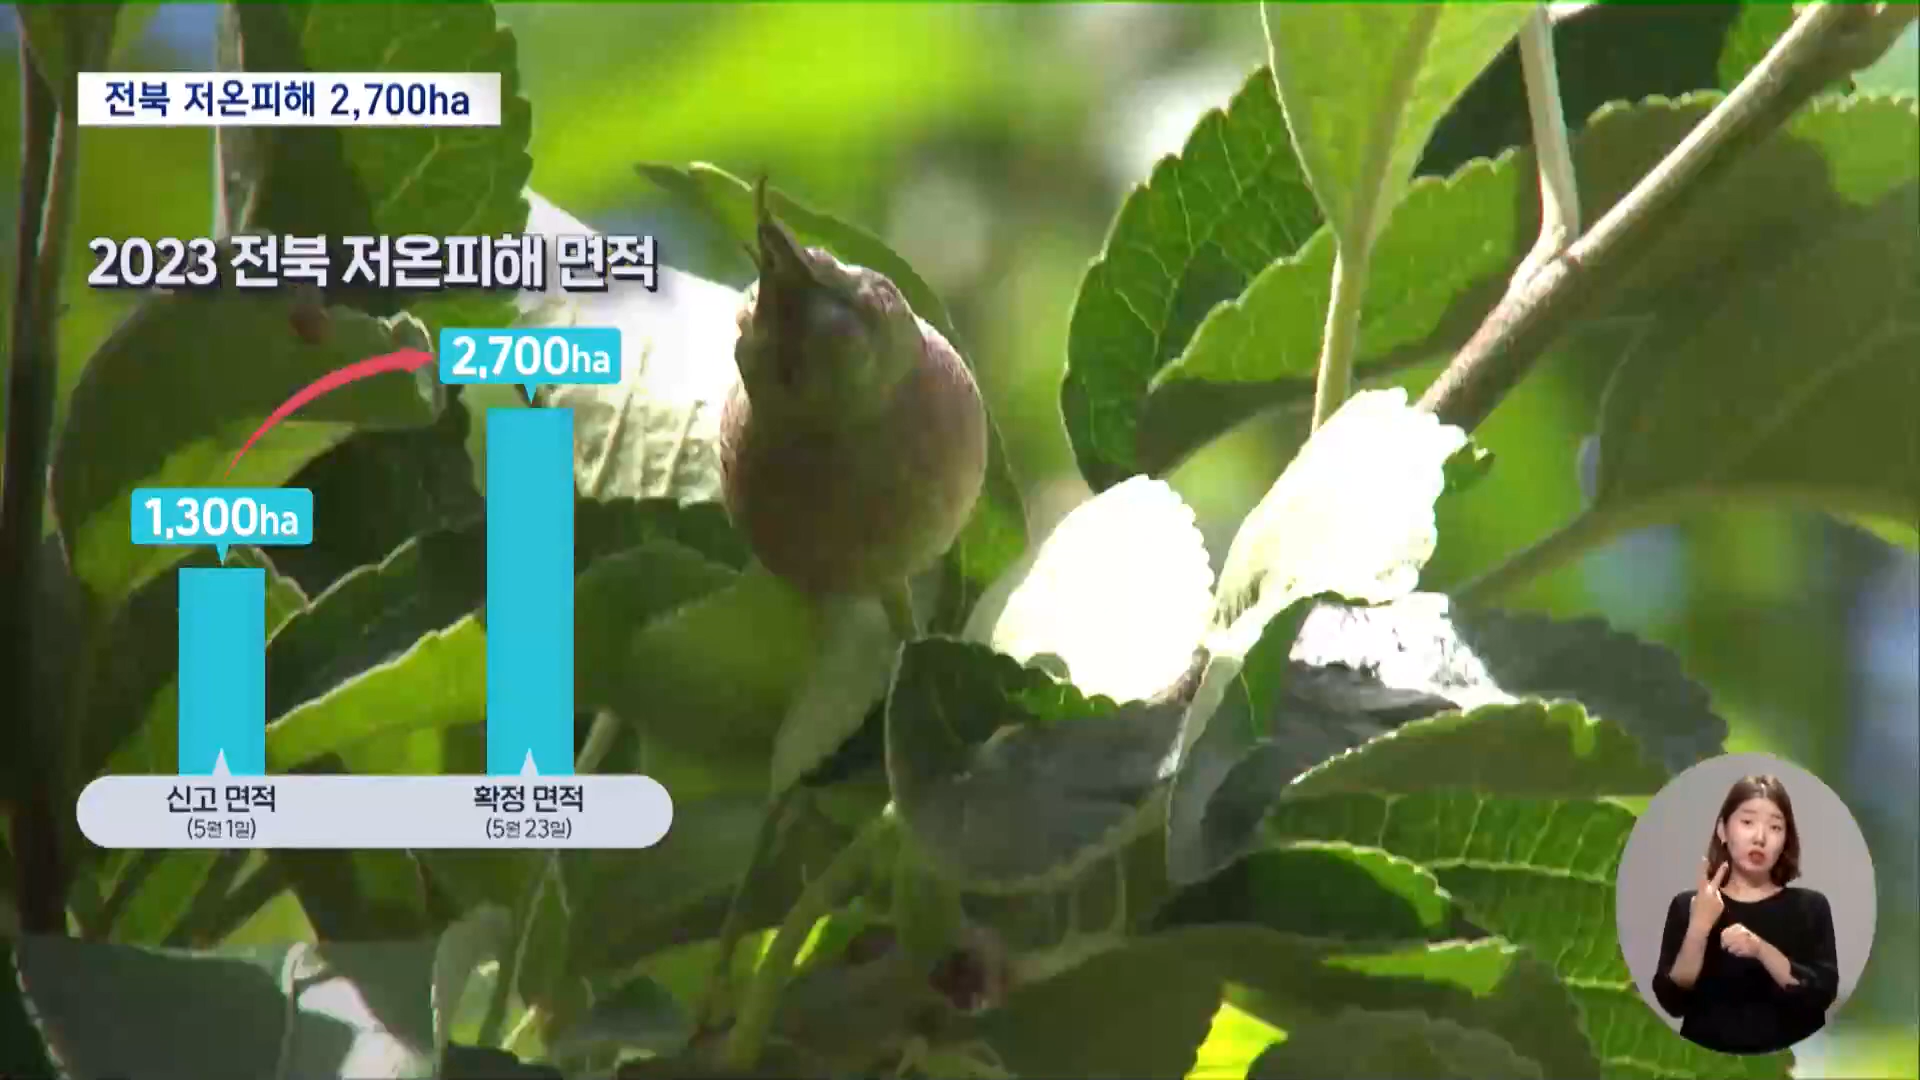 전북 저온피해 2,700ha
2023 전북 저온피해 면적
2,700ha
1,300ha
신고 면적
(5월 1일)
확정 면적
(5월 23일)